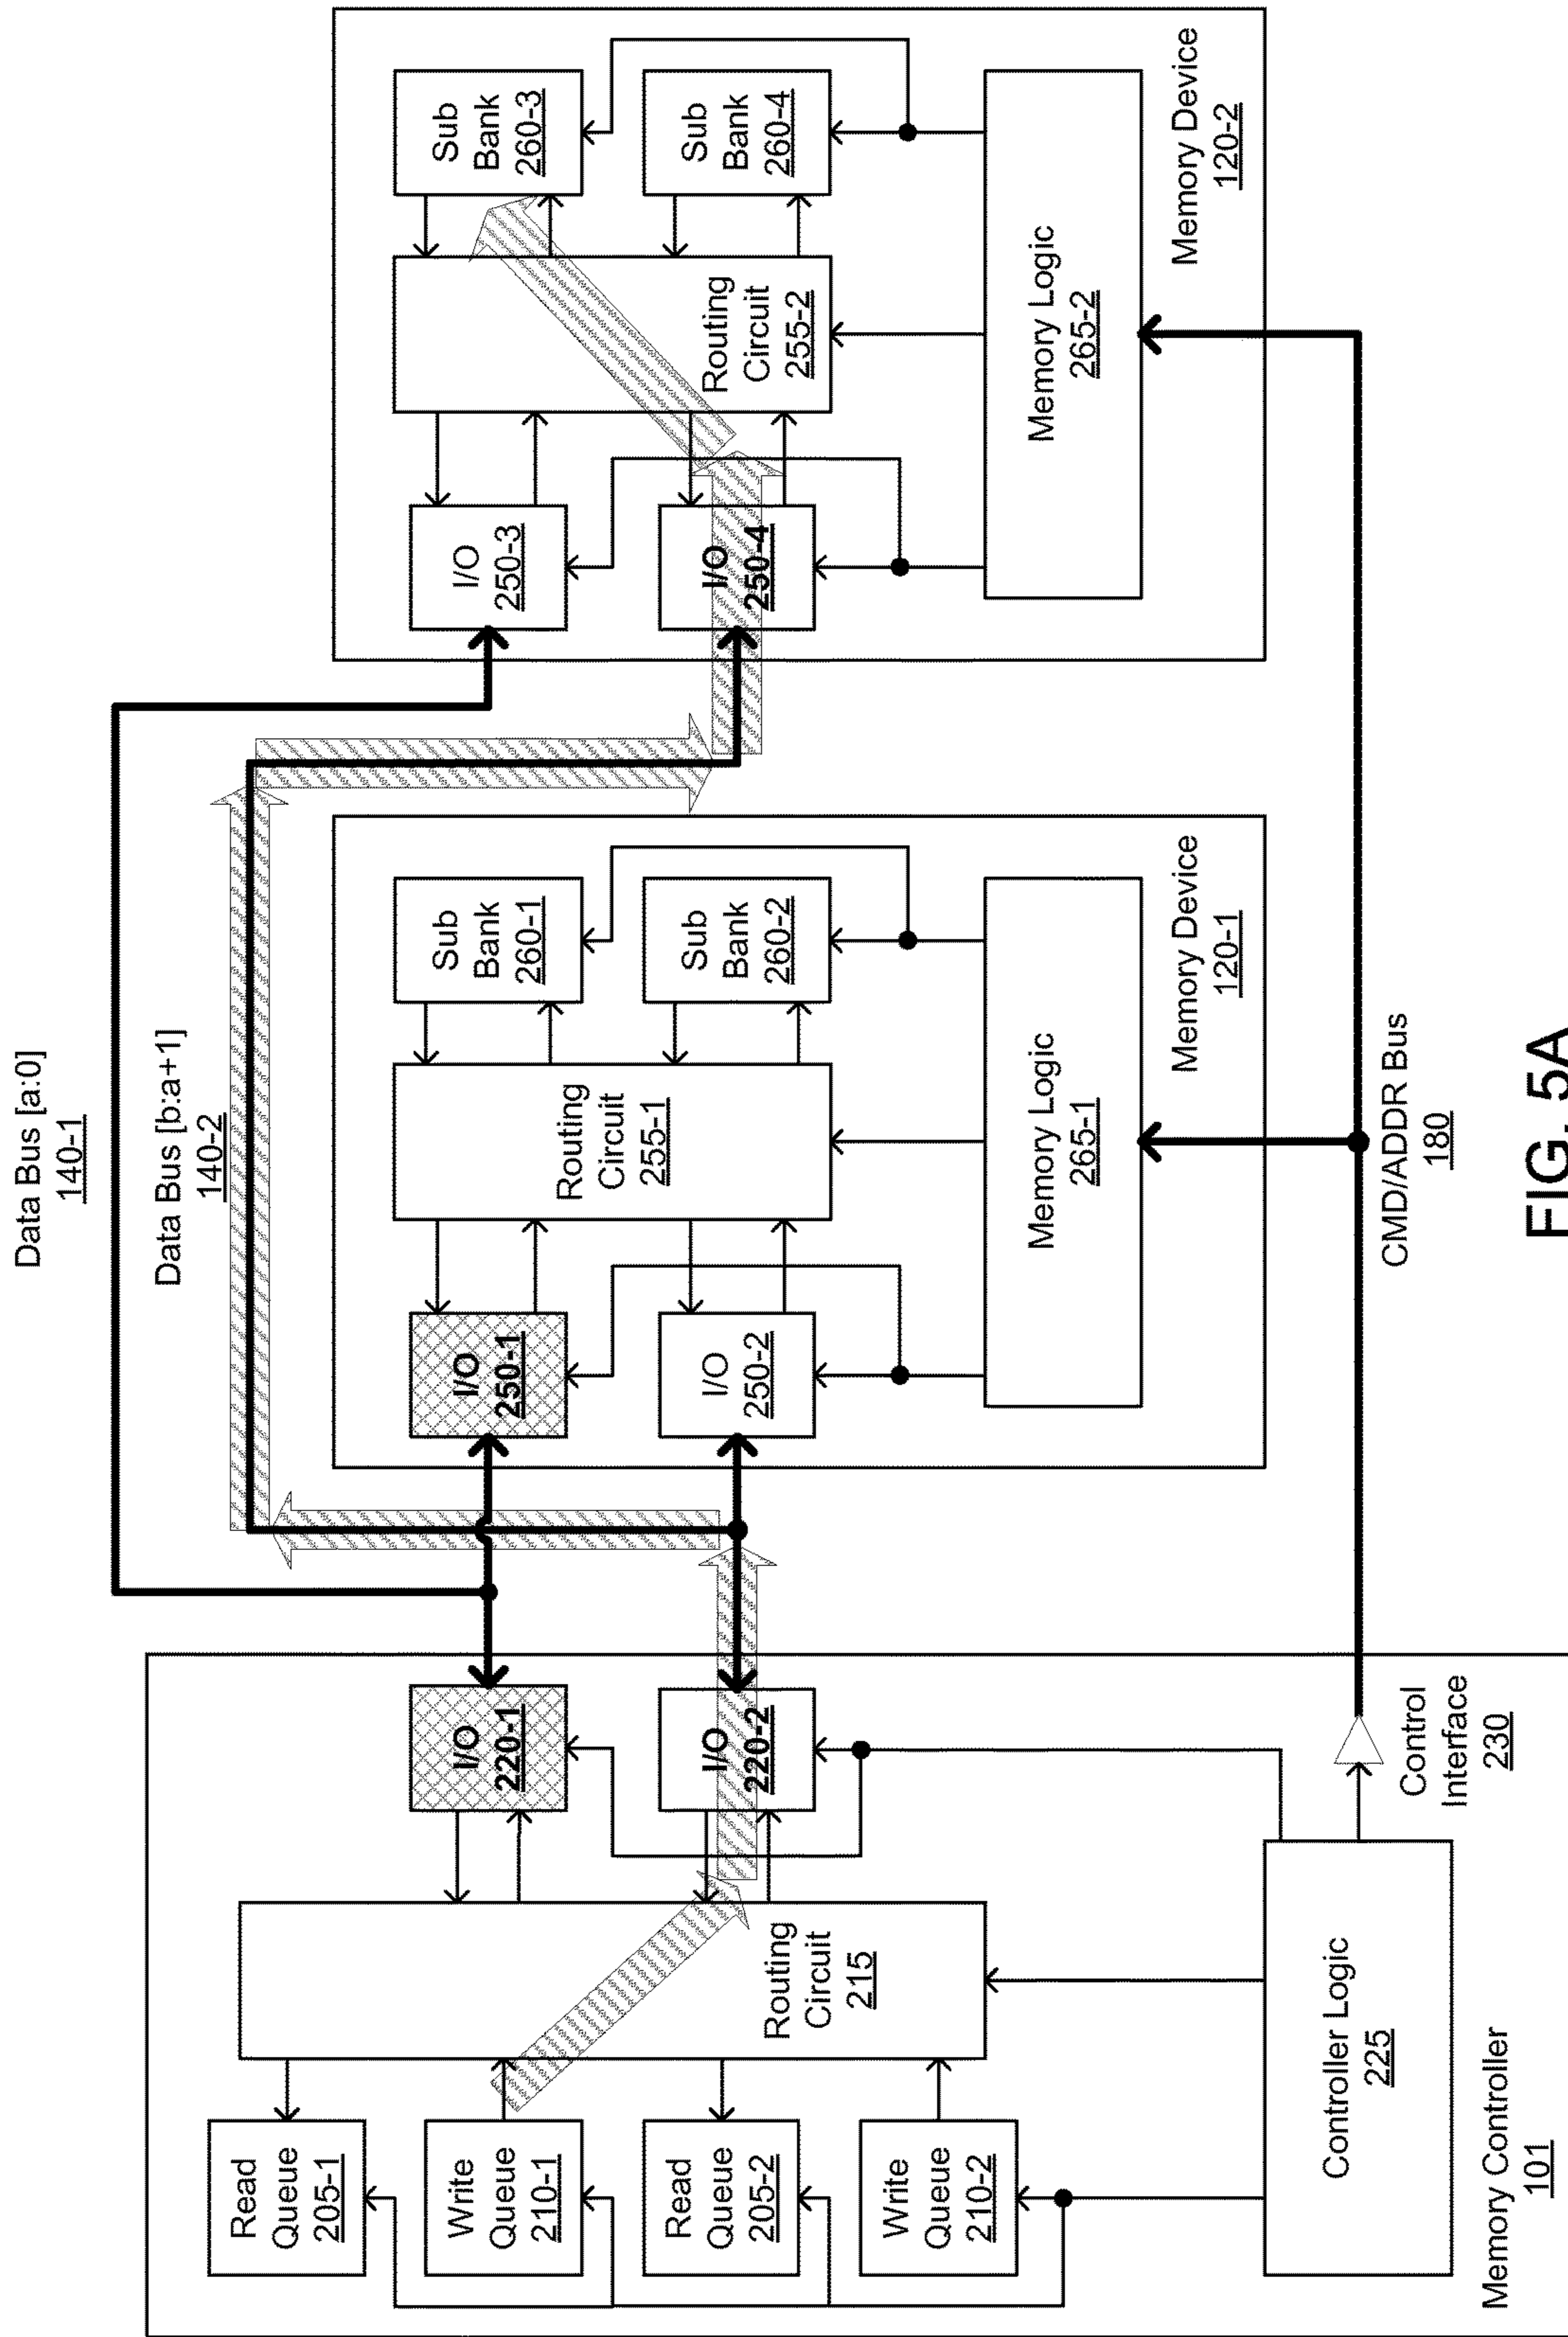 Data Bus [a:0]
140-1
Data Bus [b:a+1]
140-2
Read
Queue
205-1
Write
Queue
210-1
Read
Queue
205-2
Write
Queue
210-2
Routing
Circuit
215
I/O
220-1
I/O
220-2
Controller Logic
225
Control
Interface
230
Memory Controller
101
I/O
250-1
I/O
250-2
Routing
Circuit
255-1
Sub
Bank
260-1
Sub
Bank
260-2
Memory Logic
265-1
Memory Device
120-1
I/O
250-3
I/O
250-4
Routing
Circuit
255-2
Sub
Bank
260-3
Sub
Bank
260-4
Memory Logic
265-2
Memory Device
120-2
CMD/ADDR Bus
180
FIG. 5A